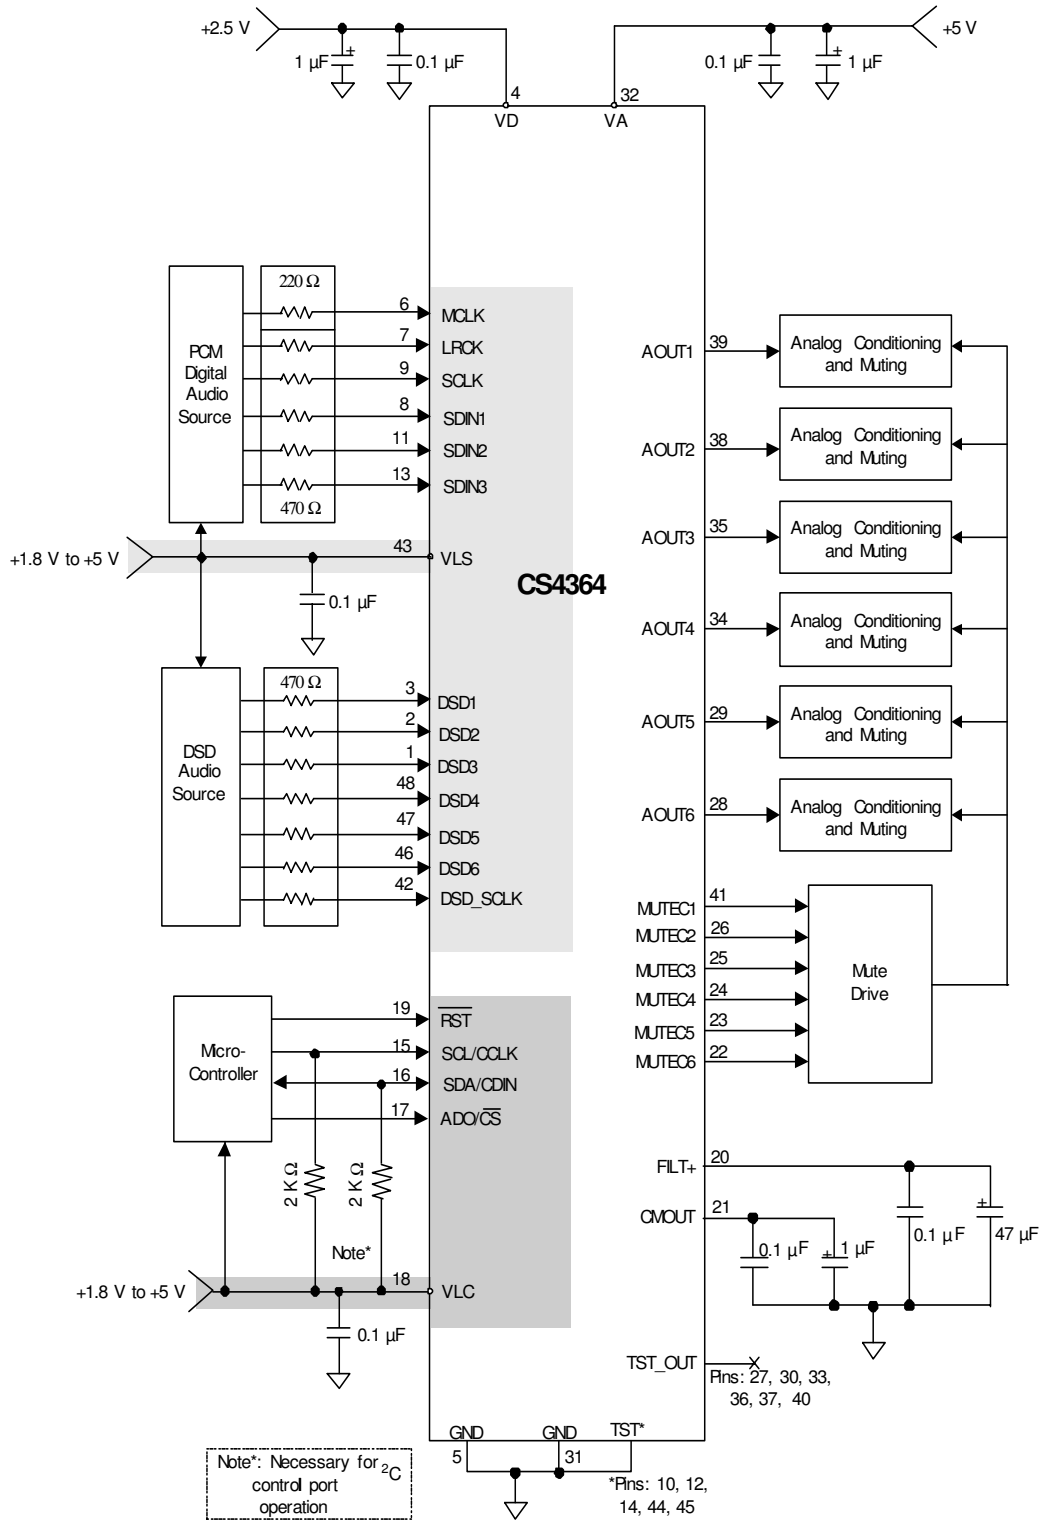 +2.5 V
+5 V
1 µF
+
0.1 µF
0.1 µF
+
1 µF
4
32
VD
VA
220 Ω
6
MCLK
7
LRCK
9
SCLK
8
SDIN1
11
SDIN2
13
SDIN3
470 Ω
PCM
Digital
Audio
Source
+1.8 V to +5 V
43
VLS
0.1 µF
CS4364
470 Ω
3
DSD1
2
DSD2
1
DSD3
48
DSD4
47
DSD5
46
DSD6
42
DSD_SCLK
DSD
Audio
Source
AOUT1
39
Analog Conditioning
and Muting
AOUT2
38
Analog Conditioning
and Muting
AOUT3
35
Analog Conditioning
and Muting
AOUT4
34
Analog Conditioning
and Muting
AOUT5
29
Analog Conditioning
and Muting
AOUT6
28
Analog Conditioning
and Muting
MUTEC1
41
MUTEC2
26
MUTEC3
25
MUTEC4
24
MUTEC5
23
MUTEC6
22
Mute
Drive
Micro-
Controller
19
RST
15
SCL/CCLK
16
SDA/CDIN
17
ADO/CS
2 K Ω
2 K Ω
Note*
+1.8 V to +5 V
18
VLC
0.1 µF
FILT+
20
CMOUT
21
0.1 µF
+
1 µF
0.1 µF
+
47 µF
TST_OUT
Pins: 27, 30, 33,
36, 37, 40
GND
5
GND
31
TST*
*Pins: 10, 12,
14, 44, 45
Note*: Necessary for ²C
control port
operation